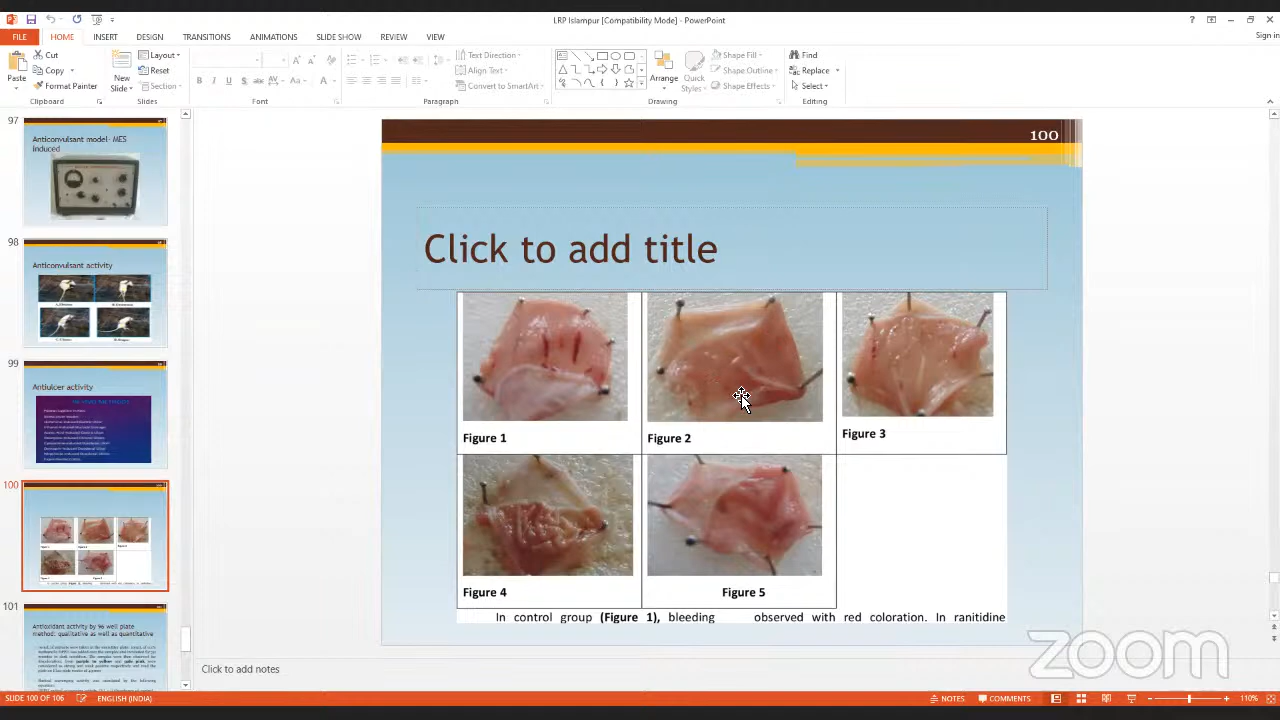 LRP Islampur [Compatibility Mode] - PowerPoint
Sign in
FILE HOME INSERT DESIGN TRANSITIONS ANIMATIONS SLIDE SHOW REVIEW VIEW
Paste
Cut
Copy
Format Painter
Clipboard
New Slide
Layout
Reset
Section
Slides
Font
Text Direction
Align Text
Convert to SmartArt
Paragraph
Arrange
Quick Styles
Shape Fill
Shape Outline
Shape Effects
Drawing
Find
Replace
Select
Editing
97
Anticonvulsant model- MES
induced
98
Anticonvulsant activity
99
Antiulcer activity
100
101
Antioxidant activity by 96 well plate
method: qualitative as well as quantitative
100
Click to add title
Figure 1
Figure 2
Figure 3
Figure 4
Figure 5
In control group (Figure 1), bleeding observed with red coloration. In ranitidine
zoom
Click to add notes
SLIDE 100 OF 106 ENGLISH (INDIA) NOTES COMMENTS 110%